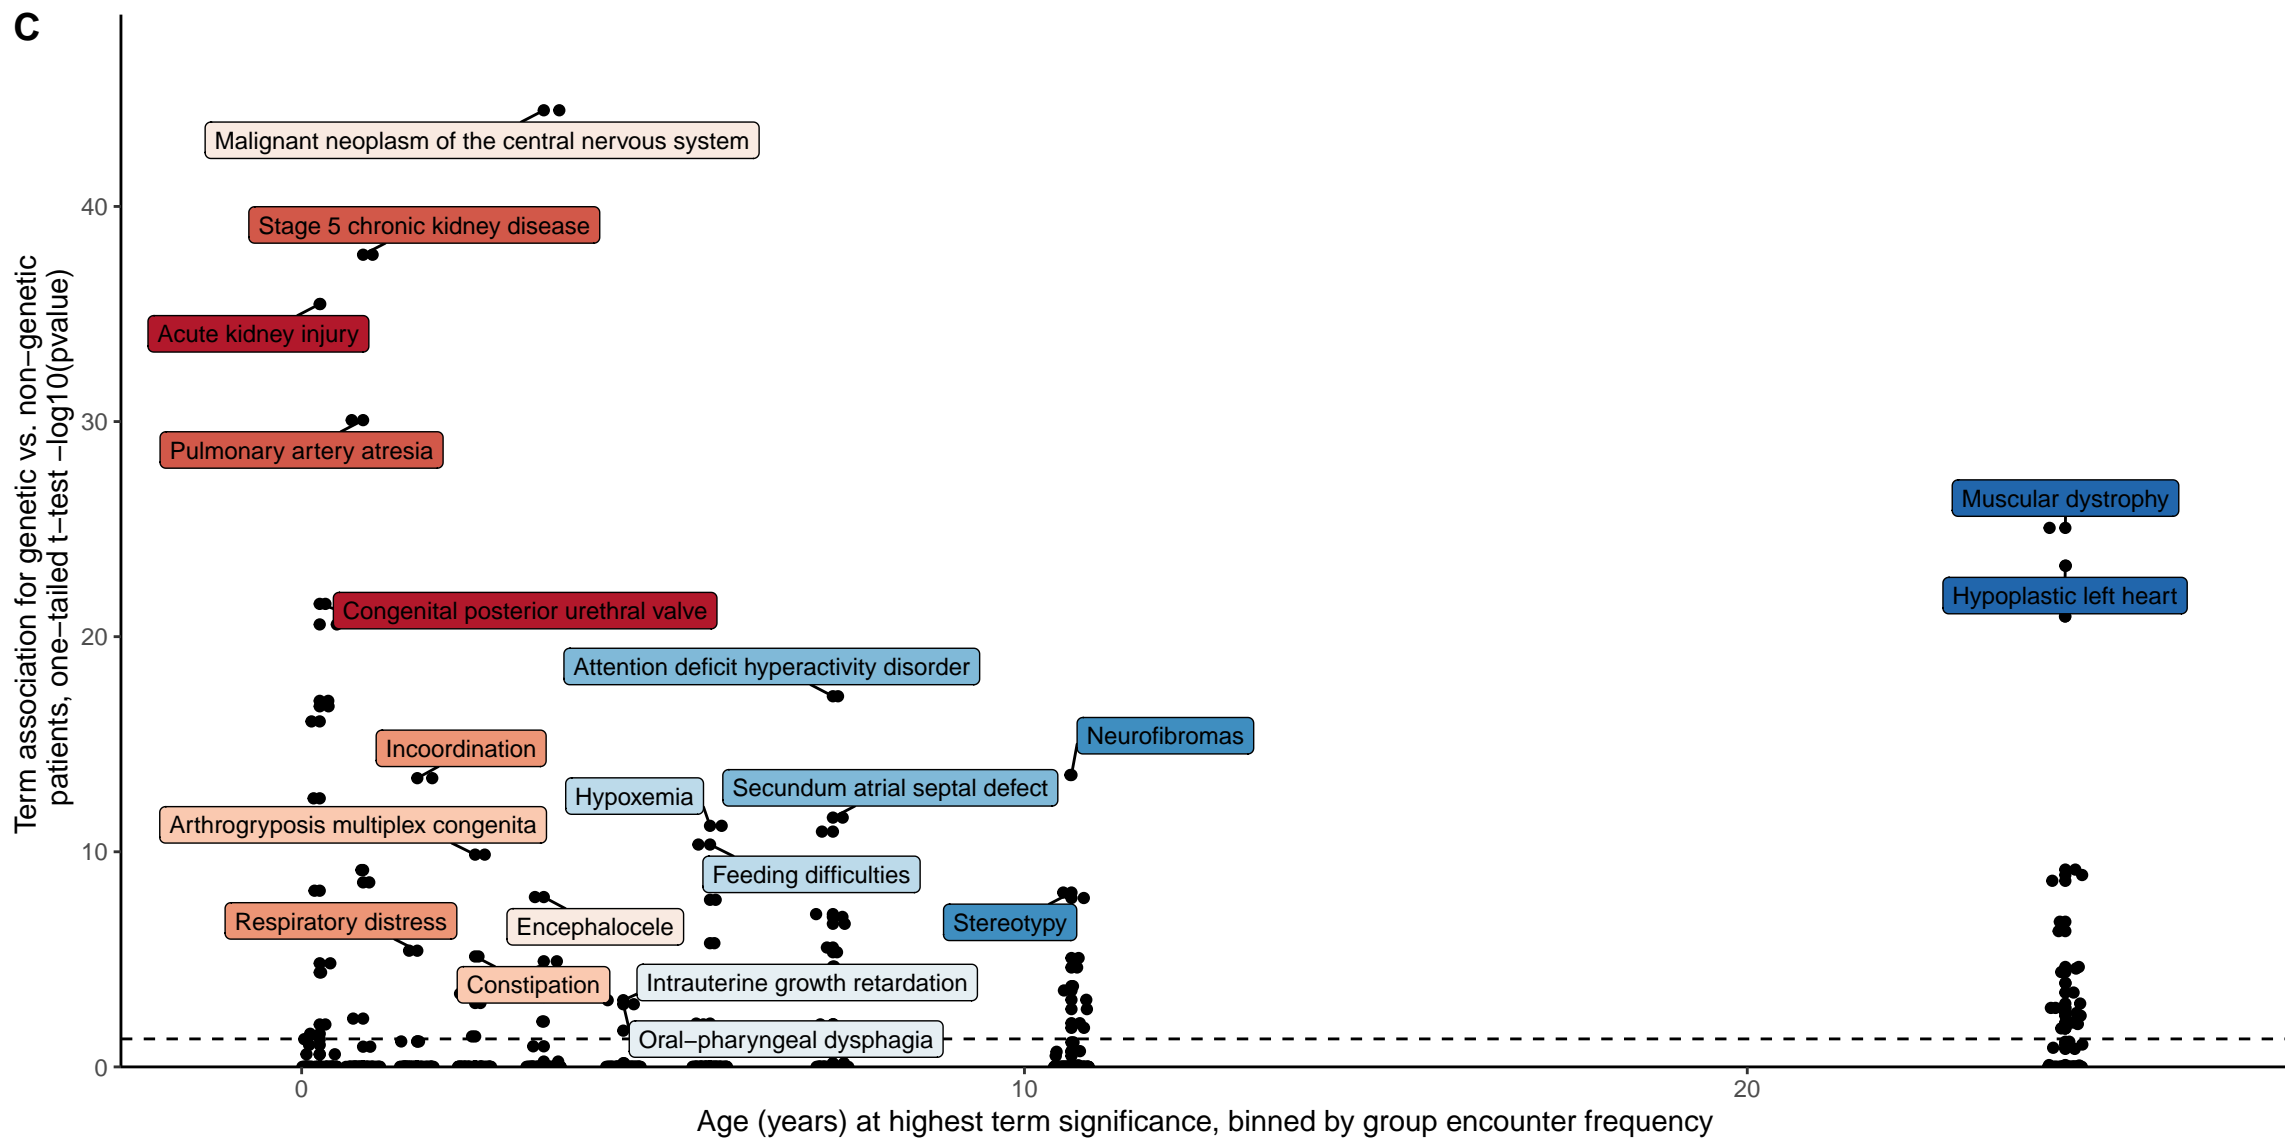 C
Term association for genetic vs. non−genetic
patients, one−tailed t−test −log10(pvalue)
40
30
20
10
0
Malignant neoplasm of the central nervous system
Stage 5 chronic kidney disease
Acute kidney injury
Pulmonary artery atresia
Muscular dystrophy
Hypoplastic left heart
Congenital posterior urethral valve
Attention deficit hyperactivity disorder
Neurofibromas
Incoordination
Secundum atrial septal defect
Hypoxemia
Arthrogryposis multiplex congenita
Feeding difficulties
Respiratory distress
Encephalocele
Stereotypy
Constipation
Intrauterine growth retardation
Oral−pharyngeal dysphagia
0
10
20
Age (years) at highest term significance, binned by group encounter frequency